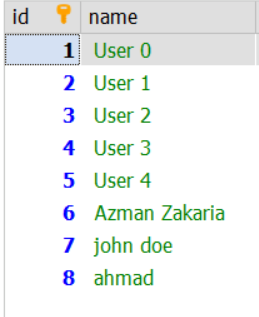 id name
1 User 0
2 User 1
3 User 2
4 User 3
5 User 4
6 Azman Zakaria
7 john doe
8 ahmad